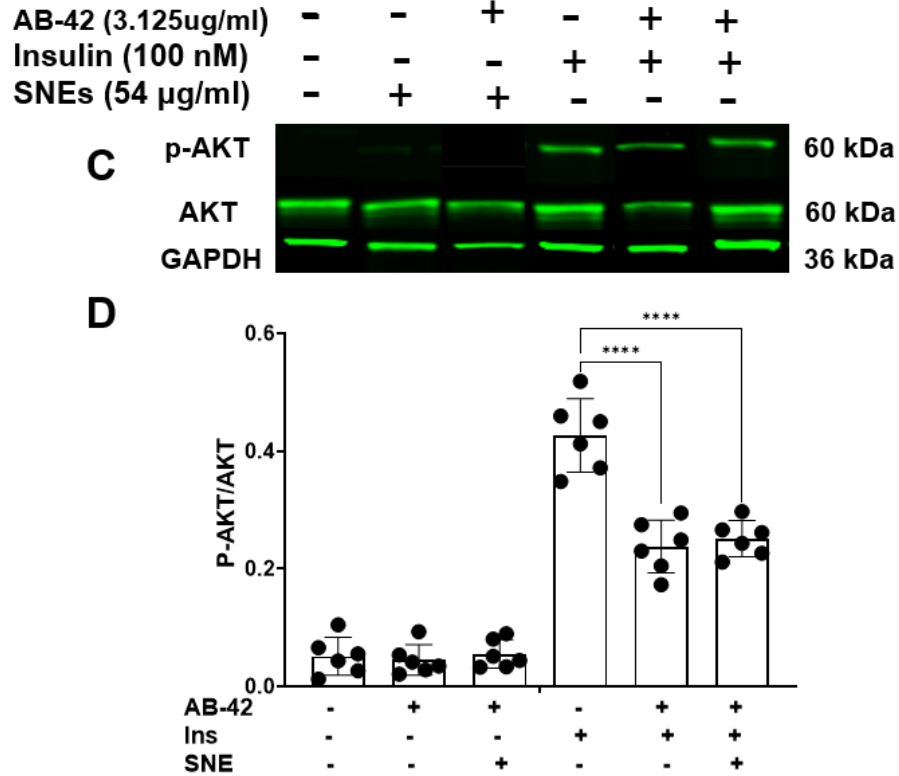 AB-42 (3.125ug/ml) - - + - + +
Insulin (100 nM) - - - + + +
SNEs (54 µg/ml) - + + - - -
C p-AKT 60 kDa
AKT 60 kDa
GAPDH 36 kDa
D
****
0.6
****
0.4
P-AKT/AKT
0.2
0.0
AB-42 - + + - + +
Ins - - - + + +
SNE - - + - - +